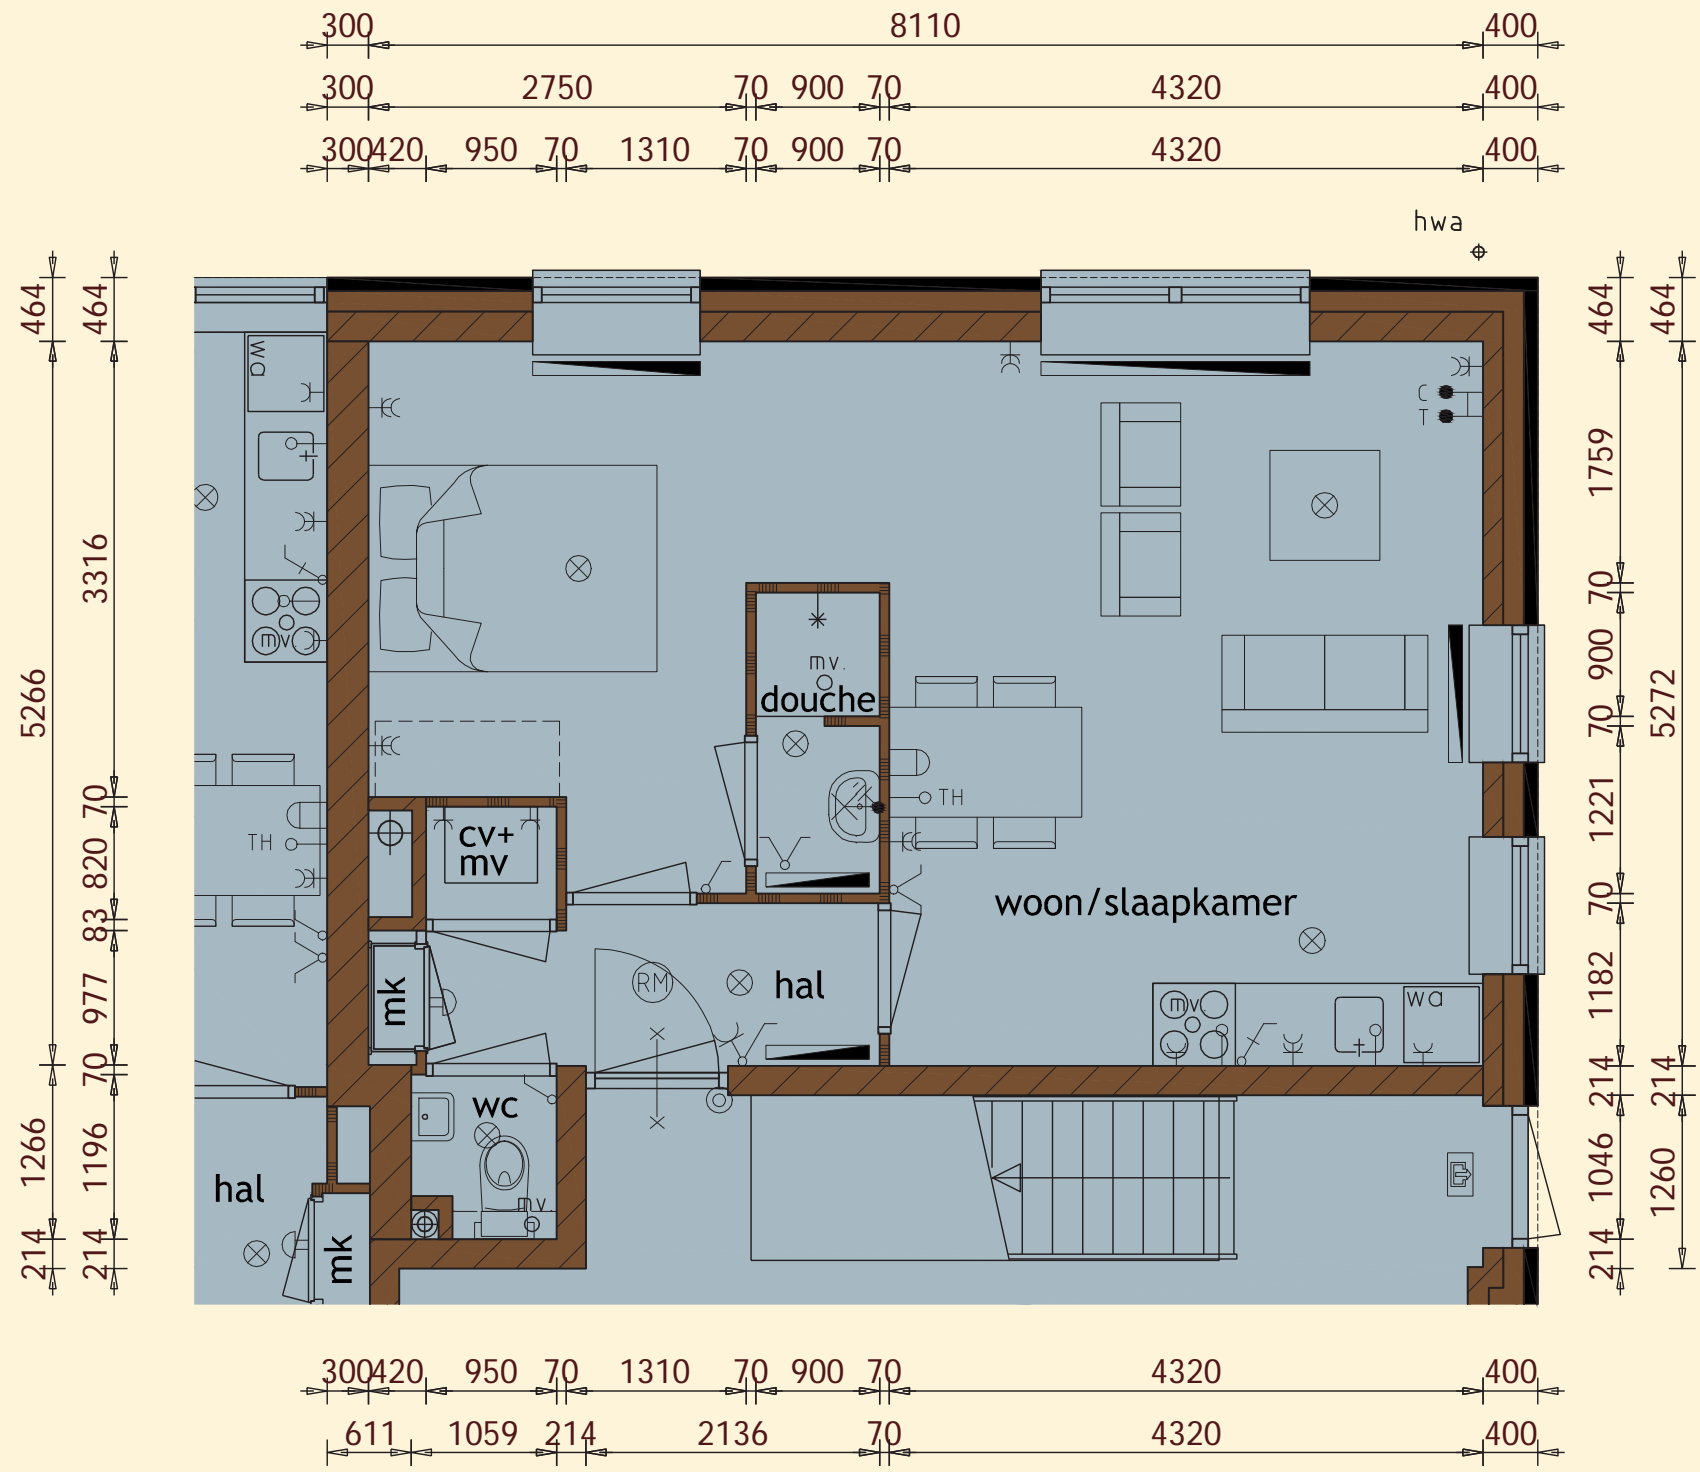 300 8110 400
300 2750 70 900 70 4320 400
300 420 950 70 1310 70 900 70 4320 400
hwa
464 464 464 464
wa
C
T
1759
3316
70
mv.
900
mv.
5266
douche
70
5272
TH
70
TH
cv+
mv
820
1221
83
woon/slaapkamer
70
977
mk
RM
hal
mv.
wa
1182
70
214 214
wc
1266
1196
hal
mv.
1046
1260
214 214
mk
214
300 420 950 70 1310 70 900 70 4320 400
611 1059 214 2136 70 4320 400